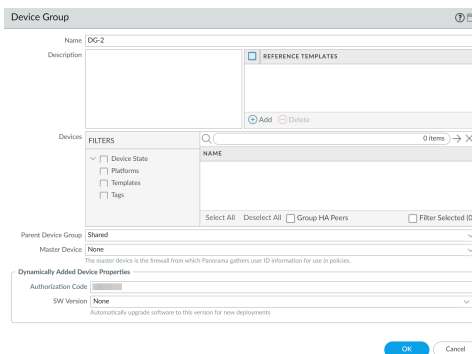 Device Group
Name DG-2
Description
REFERENCE TEMPLATES
Add Delete
Devices
FILTERS
0 items
Device State
NAME
Platforms
Templates
Tags
Select All Deselect All Group HA Peers Filter Selected (0
Parent Device Group Shared
Master Device None
The master device is the firewall from which Panorama gathers user ID information for use in policies.
Dynamically Added Device Properties
Authorization Code
SW Version None
Automatically upgrade software to this version for new deployments
OK Cancel